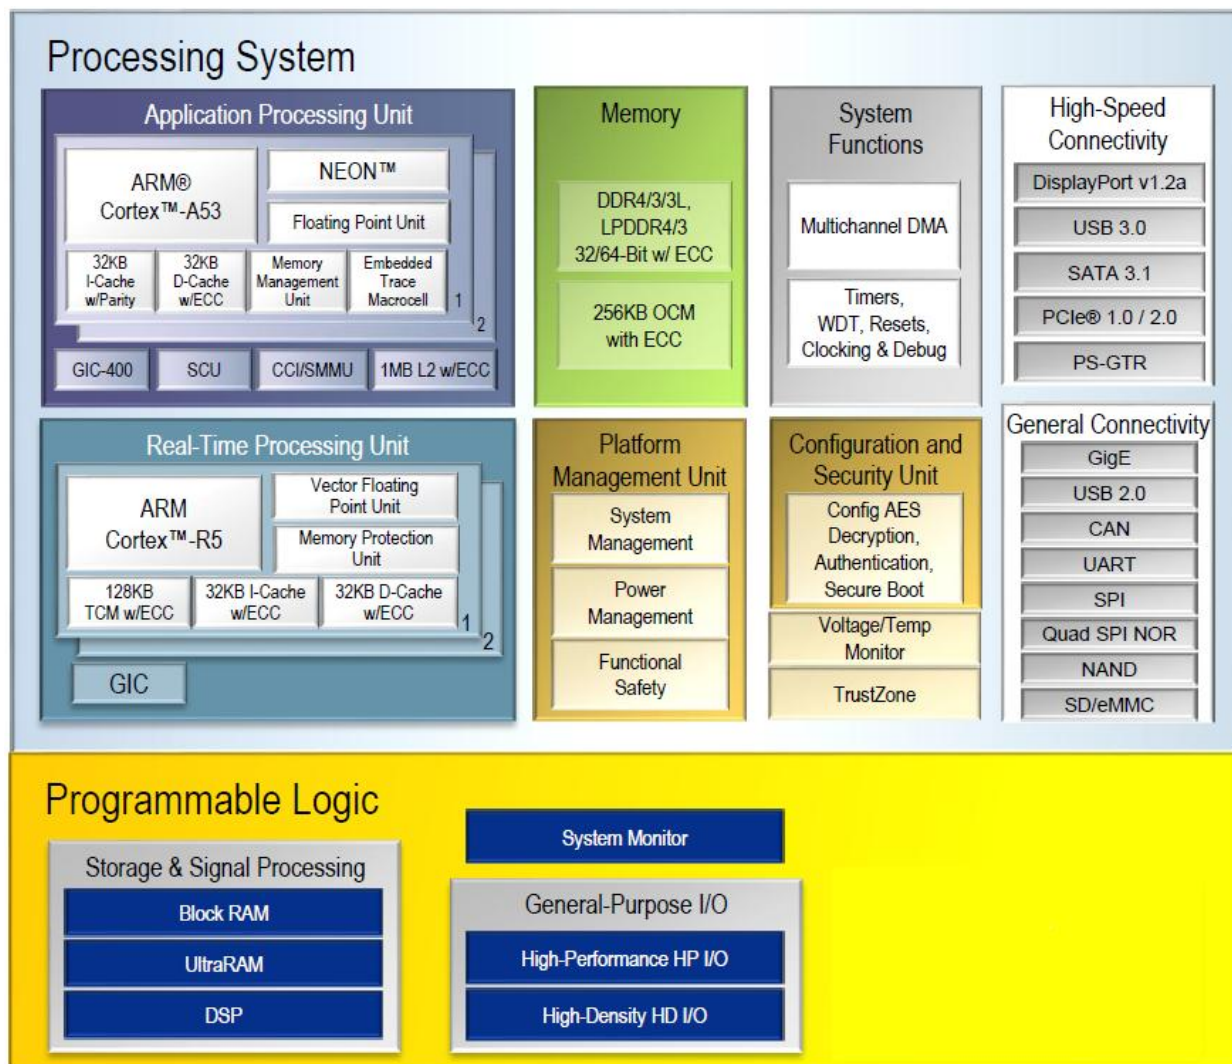 Processing System
Application Processing Unit
ARM®
Cortex™-A53
NEON™
Floating Point Unit
32KB
I-Cache
w/Parity
32KB
D-Cache
w/ECC
Memory
Management
Unit
Embedded
Trace
Macrocell
1
2
GIC-400
SCU
CCI/SMMU
1MB L2 w/ECC
Memory
DDR4/3/3L,
LPDDR4/3
32/64-Bit w/ ECC
256KB OCM
with ECC
System
Functions
Multichannel DMA
Timers,
WDT, Resets,
Clocking & Debug
High-Speed
Connectivity
DisplayPort v1.2a
USB 3.0
SATA 3.1
PCIe® 1.0 / 2.0
PS-GTR
Real-Time Processing Unit
ARM
Cortex™-R5
Vector Floating
Point Unit
Memory Protection
Unit
128KB
TCM w/ECC
32KB I-Cache
w/ECC
32KB D-Cache
w/ECC
1
2
GIC
Platform
Management Unit
System
Management
Power
Management
Functional
Safety
Configuration and
Security Unit
Config AES
Decryption,
Authentication,
Secure Boot
Voltage/Temp
Monitor
TrustZone
General Connectivity
GigE
USB 2.0
CAN
UART
SPI
Quad SPI NOR
NAND
SD/eMMC
Programmable Logic
Storage & Signal Processing
Block RAM
UltraRAM
DSP
System Monitor
General-Purpose I/O
High-Performance HP I/O
High-Density HD I/O